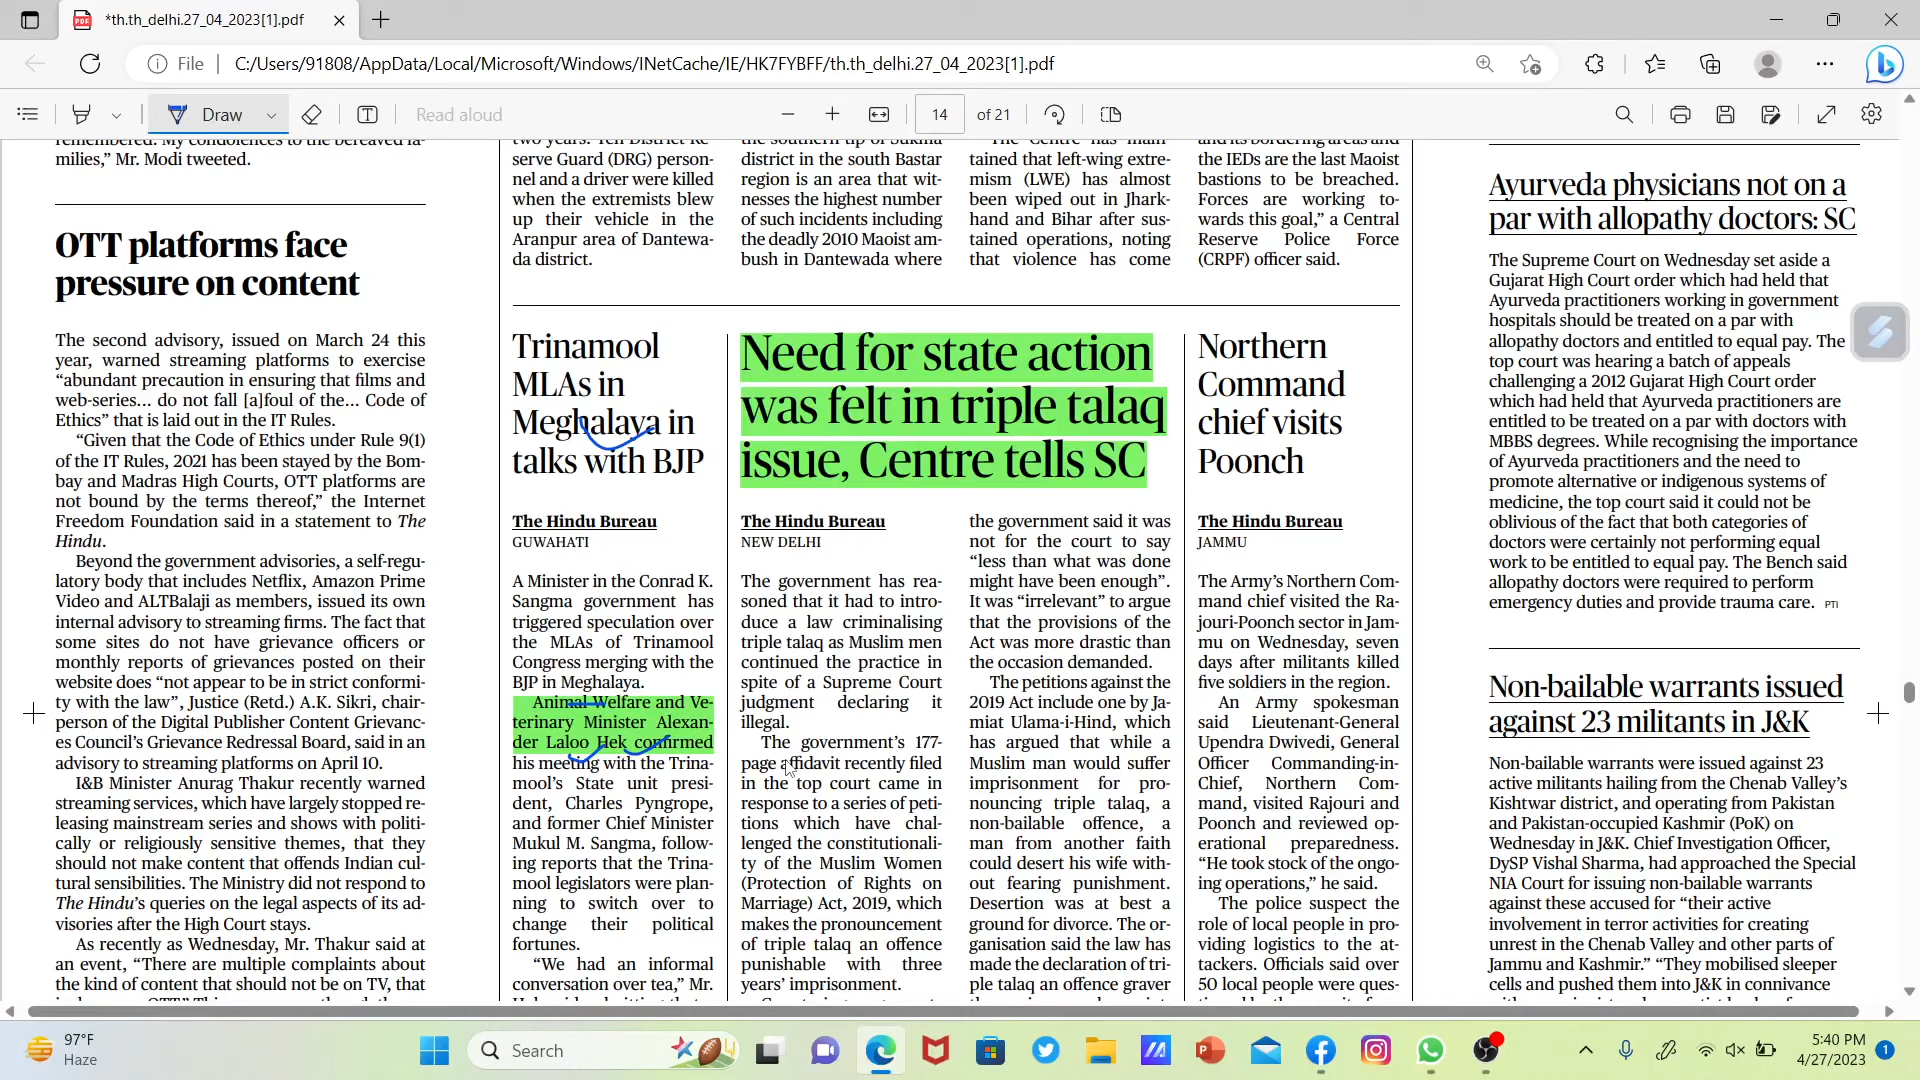 *th.th_delhi.27_04_2023[1].pdf
File
C:/Users/91808/AppData/Local/Microsoft/Windows/INetCache/IE/HK7FYBFF/th.th_delhi.27_04_2023[1].pdf
Draw
Read aloud
14
of 21
milies,” Mr. Modi tweeted.
OTT platforms face
pressure on content
The second advisory, issued on March 24 this
year, warned streaming platforms to exercise
“abundant precaution in ensuring that films and
web-series... do not fall [a]foul of the... Code of
Ethics” that is laid out in the IT Rules.
“Given that the Code of Ethics under Rule 9(1)
of the IT Rules, 2021 has been stayed by the Bom-
bay and Madras High Courts, OTT platforms are
not bound by the terms thereof,” the Internet
Freedom Foundation said in a statement to The
Hindu.
Beyond the government advisories, a self-regu-
latory body that includes Netflix, Amazon Prime
Video and ALTBalaji as members, issued its own
internal advisory to streaming firms. The fact that
some sites do not have grievance officers or
monthly reports of grievances posted on their
website does “not appear to be in strict conformi-
ty with the law”, Justice (Retd.) A.K. Sikri, chair-
person of the Digital Publisher Content Grievanc-
es Council’s Grievance Redressal Board, said in an
advisory to streaming platforms on April 10.
I&B Minister Anurag Thakur recently warned
streaming services, which have largely stopped re-
leasing mainstream series and shows with politi-
cally or religiously sensitive themes, that they
should not make content that offends Indian cul-
tural sensibilities. The Ministry did not respond to
The Hindu’s queries on the legal aspects of its ad-
visories after the High Court stays.
As recently as Wednesday, Mr. Thakur said at
an event, “There are multiple complaints about
the kind of content that should not be on TV, that
two years. Ten District Re-
serve Guard (DRG) person-
nel and a driver were killed
when the extremists blew
up their vehicle in the
Aranpur area of Dantewa-
da district.
the southern tip of Sukma
district in the south Bastar
region is an area that wit-
nesses the highest number
of such incidents including
the deadly 2010 Maoist am-
bush in Dantewada where
The Centre has main-
tained that left-wing extre-
mism (LWE) has almost
been wiped out in Jhark-
hand and Bihar after sus-
tained operations, noting
that violence has come
and its bordering areas and
the IEDs are the last Maoist
bastions to be breached.
Forces are working to-
wards this goal,” a Central
Reserve Police Force
(CRPF) officer said.
Trinamool
MLAs in
Meghalaya in
talks with BJP
The Hindu Bureau
GUWAHATI
A Minister in the Conrad K.
Sangma government has
triggered speculation over
the MLAs of Trinamool
Congress merging with the
BJP in Meghalaya.
Animal Welfare and Ve-
terinary Minister Alexan-
der Laloo Hek confirmed
his meeting with the Trina-
mool’s State unit presi-
dent, Charles Pyngrope,
and former Chief Minister
Mukul M. Sangma, follow-
ing reports that the Trina-
mool legislators were plan-
ning to switch over to
change their political
fortunes.
“We had an informal
conversation over tea,” Mr.
Need for state action
was felt in triple talaq
issue, Centre tells SC
The Hindu Bureau
NEW DELHI
The government has rea-
soned that it had to intro-
duce a law criminalising
triple talaq as Muslim men
continued the practice in
spite of a Supreme Court
judgment declaring it
illegal.
The government’s 177-
page affidavit recently filed
in the top court came in
response to a series of peti-
tions which have chal-
lenged the constitutionali-
ty of the Muslim Women
(Protection of Rights on
Marriage) Act, 2019, which
makes the pronouncement
of triple talaq an offence
punishable with three
years’ imprisonment.
the government said it was
not for the court to say
“less than what was done
might have been enough”.
It was “irrelevant” to argue
that the provisions of the
Act was more drastic than
the occasion demanded.
The petitions against the
2019 Act include one by Ja-
miat Ulama-i-Hind, which
has argued that while a
Muslim man would suffer
imprisonment for pro-
nouncing triple talaq, a
non-bailable offence, a
man from another faith
could desert his wife with-
out fearing punishment.
Desertion was at best a
ground for divorce. The or-
ganisation said the law has
made the declaration of tri-
ple talaq an offence graver
Northern
Command
chief visits
Poonch
The Hindu Bureau
JAMMU
The Army’s Northern Com-
mand chief visited the Ra-
jouri-Poonch sector in Jam-
mu on Wednesday, seven
days after militants killed
five soldiers in the region.
An Army spokesman
said Lieutenant-General
Upendra Dwivedi, General
Officer Commanding-in-
Chief, Northern Com-
mand, visited Rajouri and
Poonch and reviewed op-
erational preparedness.
“He took stock of the ongo-
ing operations,” he said.
The police suspect the
role of local people in pro-
viding logistics to the at-
tackers. Officials said over
50 local people were ques-
Ayurveda physicians not on a
par with allopathy doctors: SC
The Supreme Court on Wednesday set aside a
Gujarat High Court order which had held that
Ayurveda practitioners working in government
hospitals should be treated on a par with
allopathy doctors and entitled to equal pay. The
top court was hearing a batch of appeals
challenging a 2012 Gujarat High Court order
which had held that Ayurveda practitioners are
entitled to be treated on a par with doctors with
MBBS degrees. While recognising the importance
of Ayurveda practitioners and the need to
promote alternative or indigenous systems of
medicine, the top court said it could not be
oblivious of the fact that both categories of
doctors were certainly not performing equal
work to be entitled to equal pay. The Bench said
allopathy doctors were required to perform
emergency duties and provide trauma care. PTI
Non-bailable warrants issued
against 23 militants in J&K
Non-bailable warrants were issued against 23
active militants hailing from the Chenab Valley’s
Kishtwar district, and operating from Pakistan
and Pakistan-occupied Kashmir (PoK) on
Wednesday in J&K. Chief Investigation Officer,
DySP Vishal Sharma, had approached the Special
NIA Court for issuing non-bailable warrants
against these accused for “their active
involvement in terror activities for creating
unrest in the Chenab Valley and other parts of
Jammu and Kashmir.” “They mobilised sleeper
cells and pushed them into J&K in connivance
97°F
Haze
Search
5:40 PM
4/27/2023
1